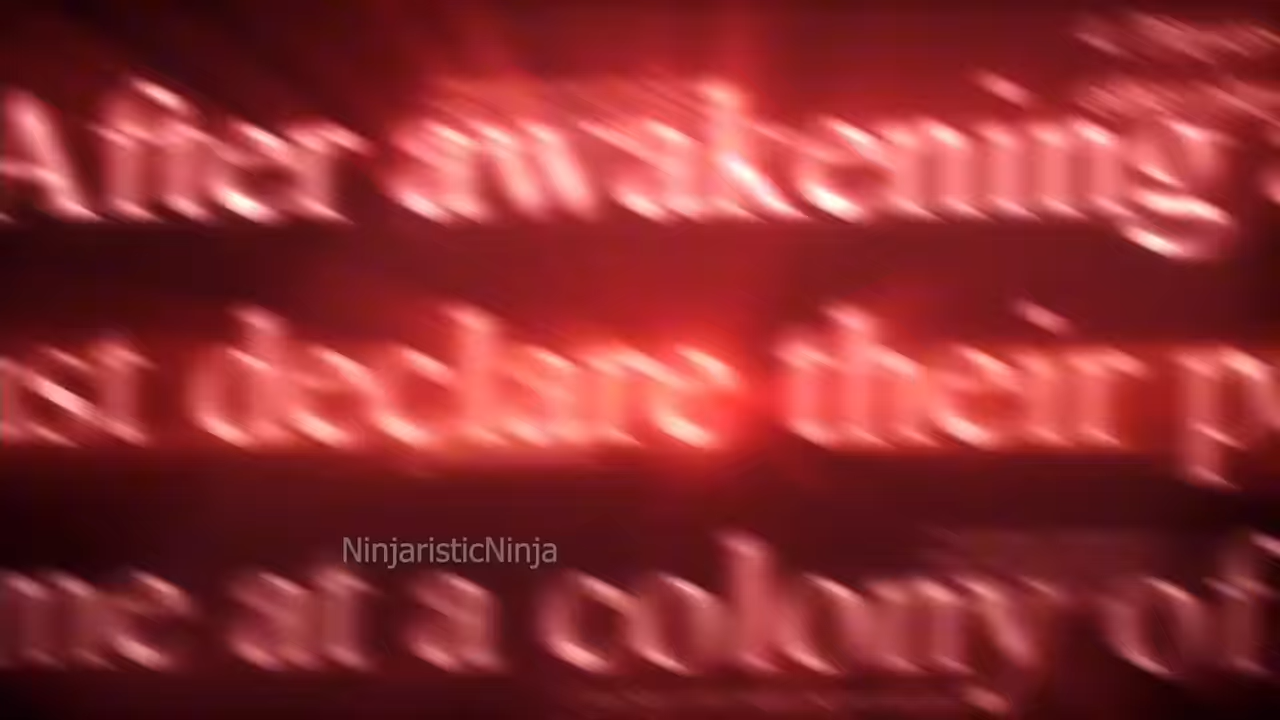 After awakening
declare their
NinjaristicNinja
at a colony of